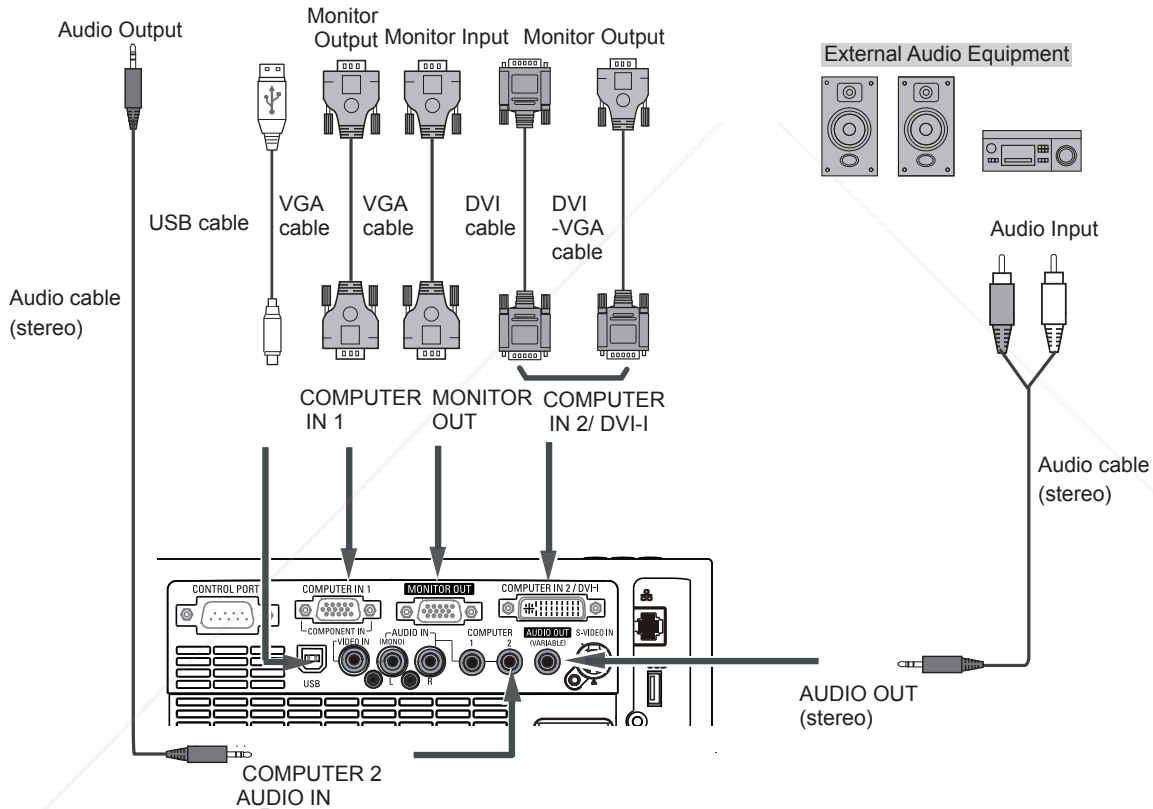 Audio Output
Monitor
Output
Monitor Input
Monitor Output
External Audio Equipment
USB cable
VGA
cable
VGA
cable
DVI
cable
DVI
-VGA
cable
Audio Input
Audio cable
(stereo)
COMPUTER
IN 1
MONITOR
OUT
COMPUTER
IN 2/ DVI-I
Audio cable
(stereo)
CONTROL PORT
COMPUTER IN 1
MONITOR OUT
COMPUTER IN 2 / DVI-I
COMPONENT IN
VIDEO IN
(MONO)
AUDIO IN
COMPUTER
1
2
AUDIO OUT
(VARIABLE)
S-VIDEO IN
USB
L
R
AUDIO OUT
(stereo)
COMPUTER 2
AUDIO IN